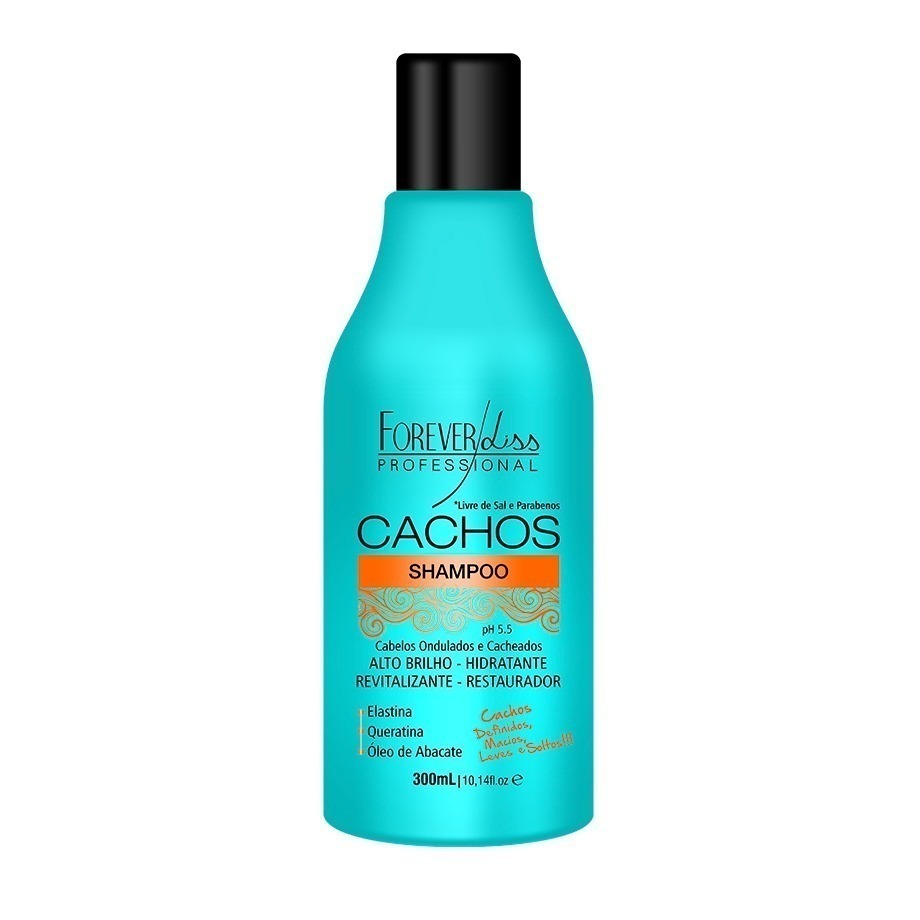 FOREVER Liss
PROFESSIONAL
*Livre de Sal e Parabenos
CACHOS
SHAMPOO
pH 5.5
Cabelos Ondulados e Cacheados
ALTO BRILHO - HIDRATANTE
REVITALIZANTE - RESTAURADOR
Elastina
Queratina
Óleo de Abacate
Cachos
Definidos,
Macios,
Leves e Soltos!!!
300mL|10,14fl.oz e